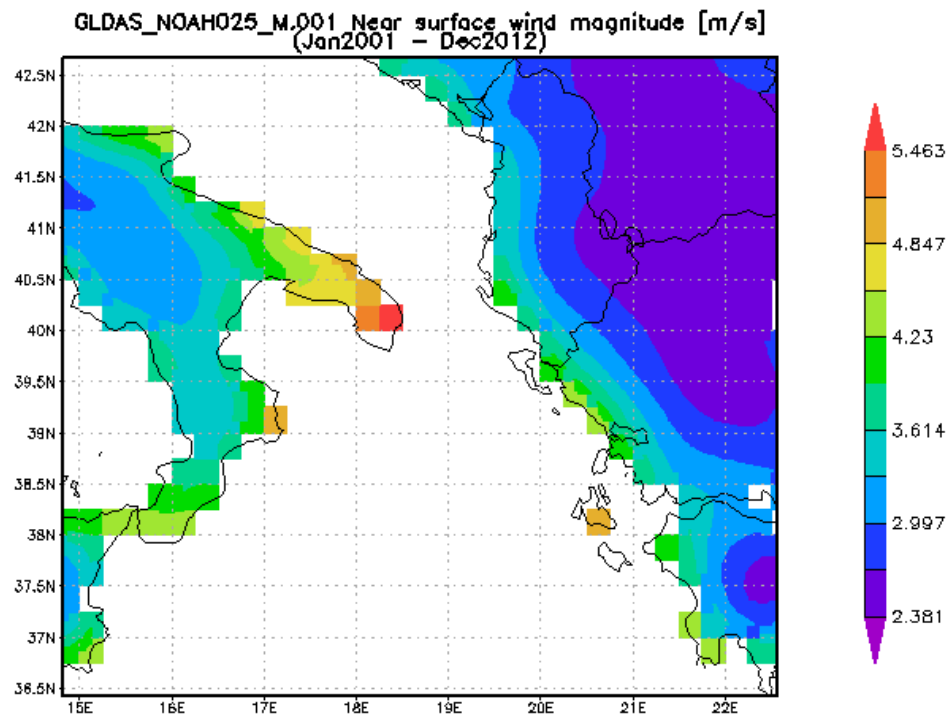 GLDAS_NOAH025_M.001 Near surface wind magnitude [m/s]
(Jan2001 - Dec2012)
42.5N
42N
41.5N
41N
40.5N
40N
39.5N
39N
38.5N
38N
37.5N
37N
36.5N
15E 16E 17E 18E 19E 20E 21E 22E
5.463
4.847
4.23
3.614
2.997
2.381